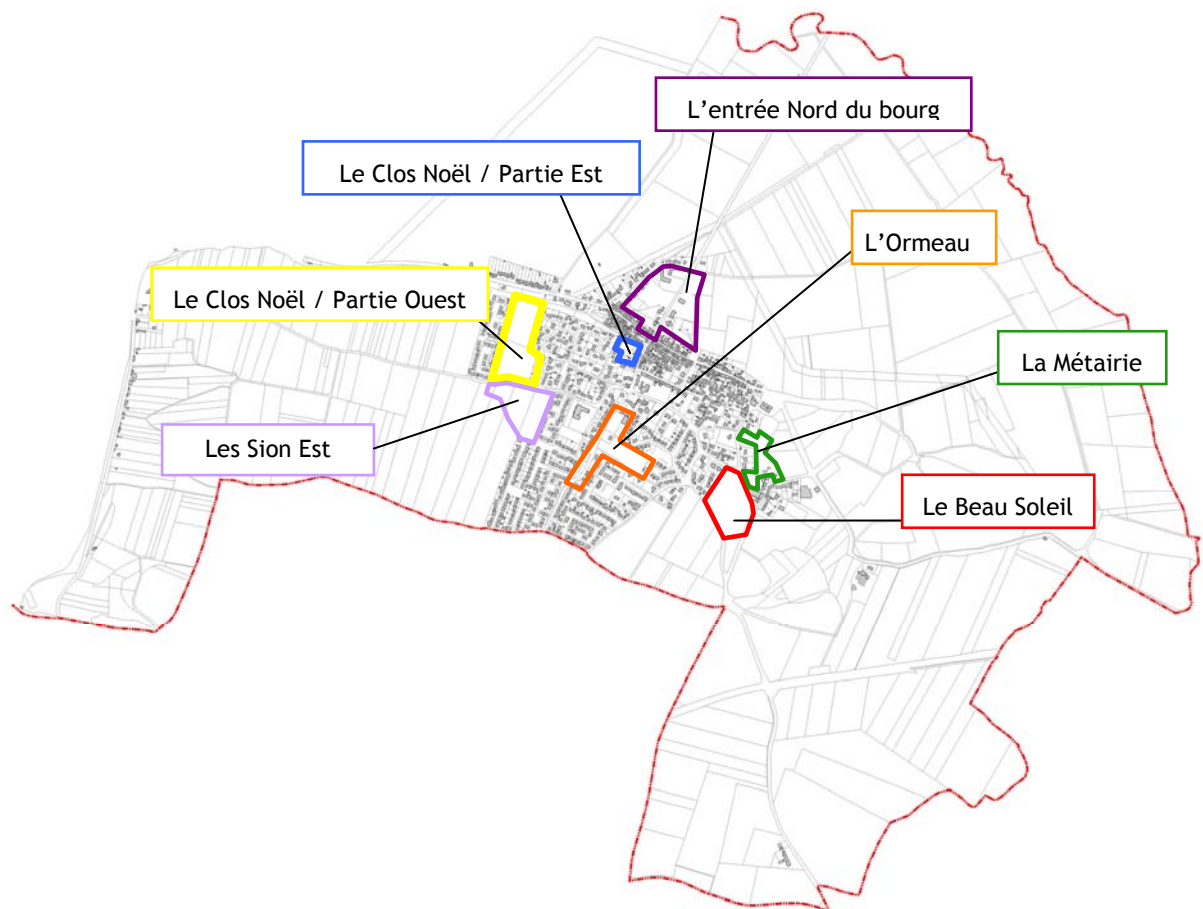 L'entrée Nord du bourg
Le Clos Noël / Partie Est
L'Ormeau
Le Clos Noël / Partie Ouest
La Métairie
Les Sion Est
Le Beau Soleil